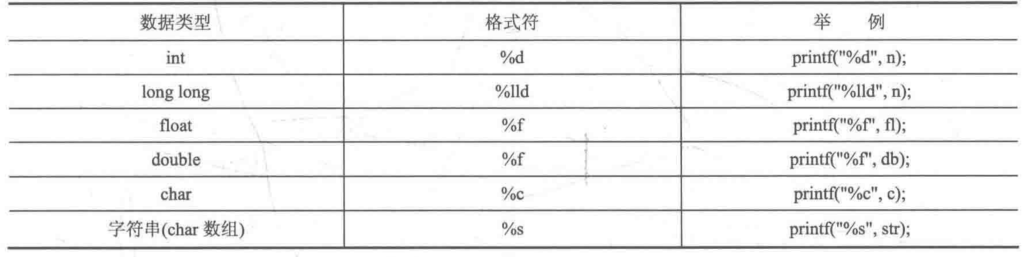 数据类型 格式符 举 例
int %d printf("%d", n);
long long %lld printf("%lld", n);
float %f printf("%f", fl);
double %f printf("%f", db);
char %c printf("%c", c);
字符串(char 数组) %s printf("%s", str);